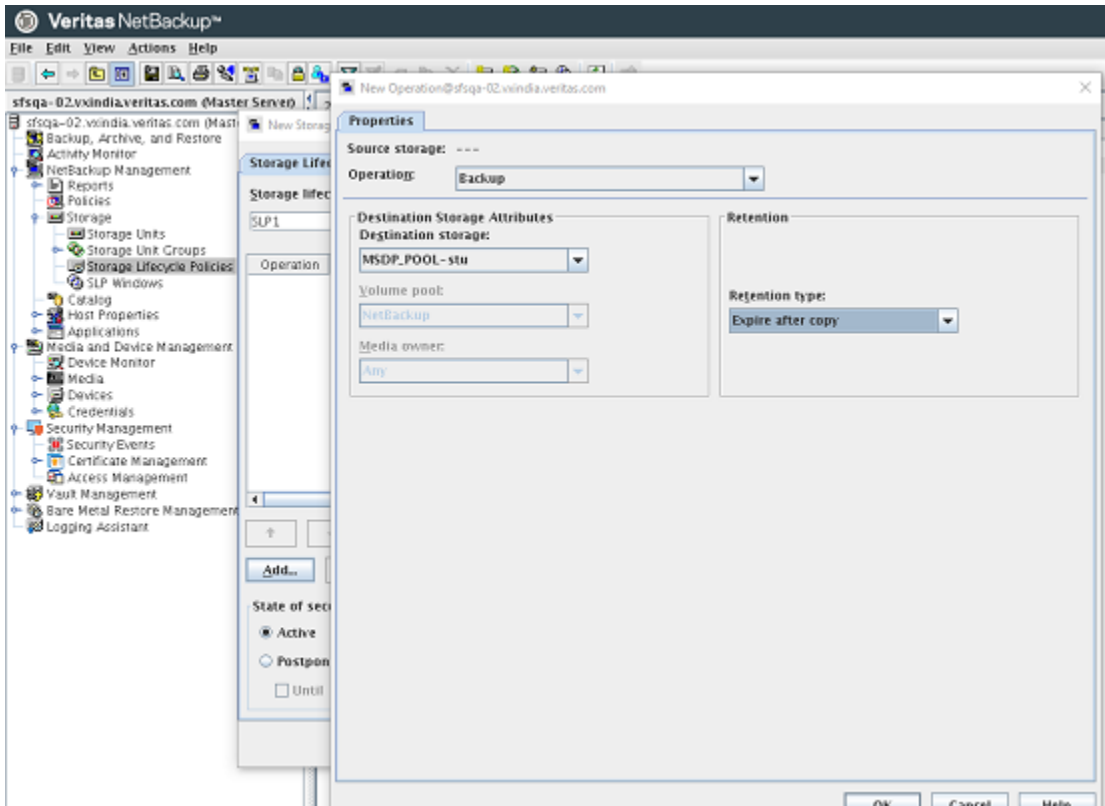 Veritas NetBackup™
File Edit View Actions Help
sfsqa-02.vxindia.veritas.com (Master Server)
sfsqa-02.vxindia.veritas.com (Mast
Backup, Archive, and Restore
Activity Monitor
NetBackup Management
Reports
Policies
Storage
Storage Units
Storage Unit Groups
Storage Lifecycle Policies
SLP Windows
Catalog
Host Properties
Applications
Media and Device Management
Device Monitor
Media
Devices
Credentials
Security Management
Security Events
Certificate Management
Access Management
Vault Management
Bare Metal Restore Management
Logging Assistant
New Storag
Storage Lifec
Storage lifec
SLP1
Operation
Add...
State of seco
Active
Postpon
Until
New Operation@sfsqa-02.vxindia.veritas.com
Properties
Source storage: ---
Operation: Backup
Destination Storage Attributes
Destination storage:
MSDP_POOL-stu
Volume pool:
NetBackup
Media owner:
Any
Retention
Retention type:
Expire after copy
OK Cancel Help